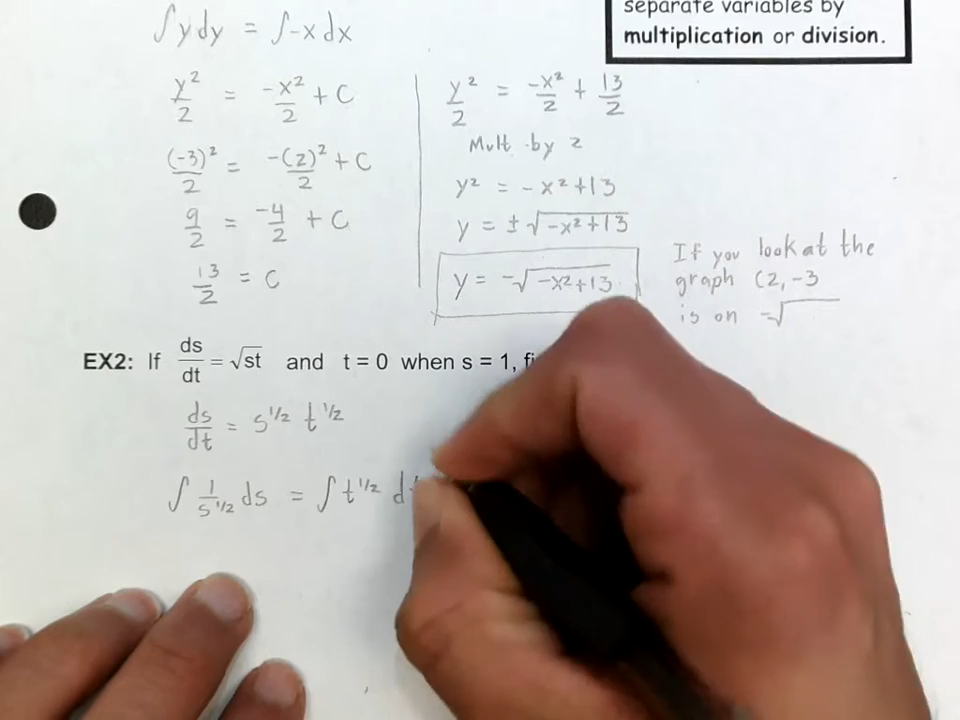 separate variables by
multiplication or division.
∫ y dy = ∫ -x dx
y²/2 = -x²/2 + C
(-3)²/2 = -(2)²/2 + C
9/2 = -4/2 + C
13/2 = C
y²/2 = -x²/2 + 13/2
Mult by 2
y² = -x²+13
y = ±√(-x²+13)
y = -√(-x²+13)
If you look at the
graph (2, -3
is on -√
EX2: If ds/dt = √st and t = 0 when s = 1,
ds/dt = s^1/2 t^1/2
∫ 1/s^1/2 ds = ∫ t^1/2 d